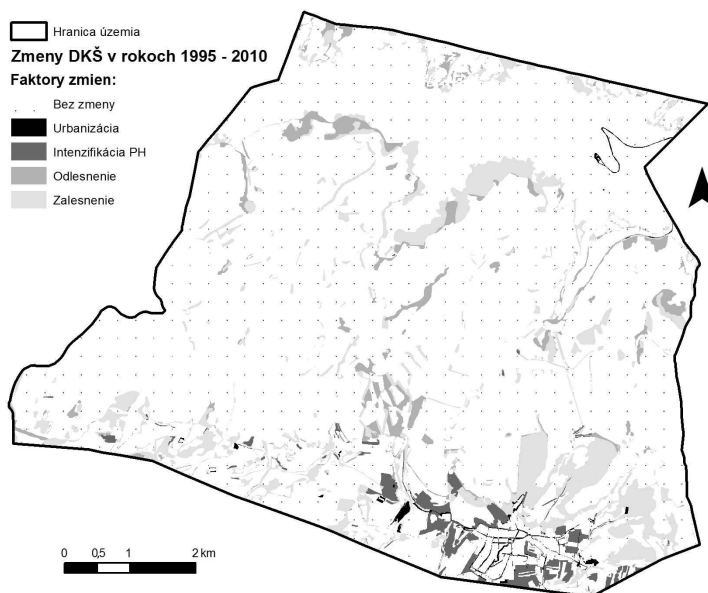 Hranica územia
Zmeny DKŠ v rokoch 1995 - 2010
Faktory zmien:
Bez zmeny
Urbanizácia
Intenzifikácia PH
Odlesnenie
Zalesnenie
0 0,5 1 2 km